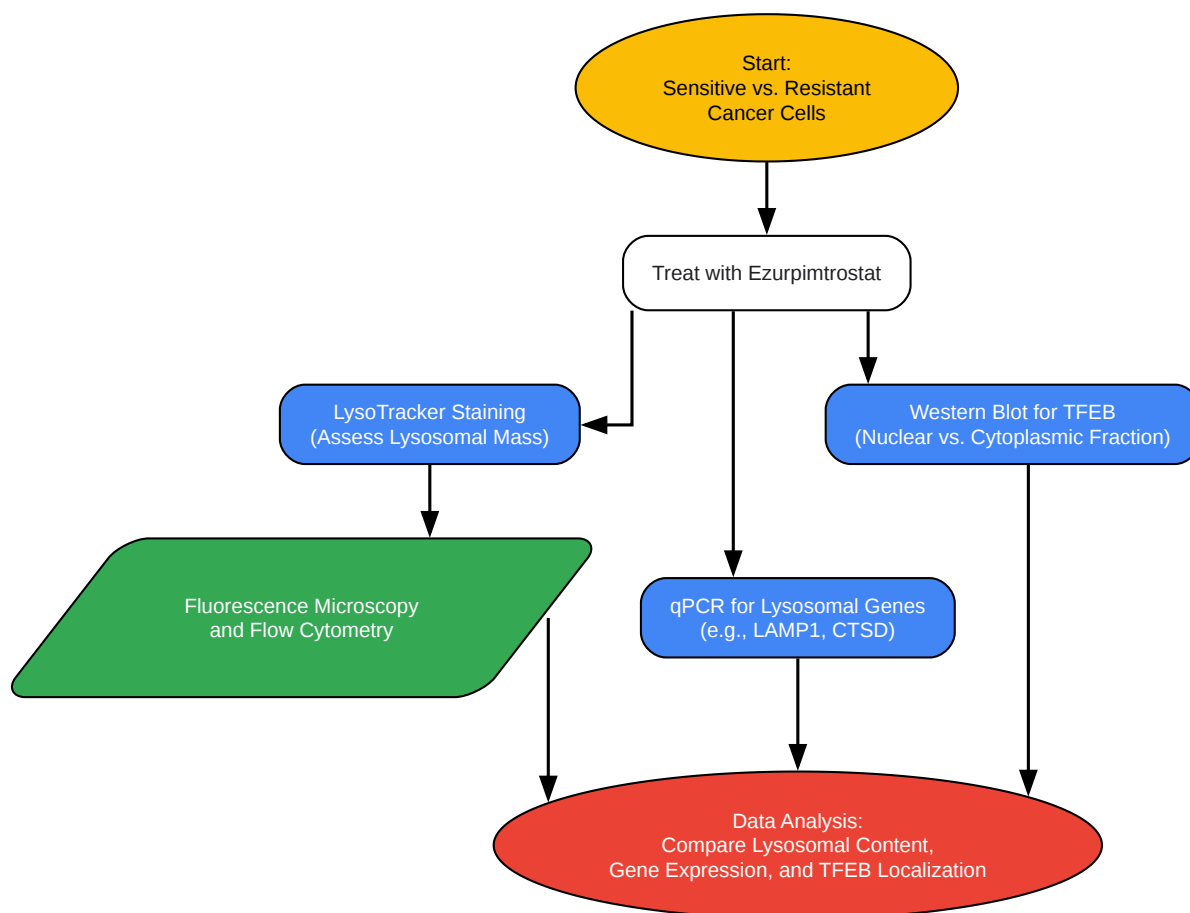 Start:
Sensitive vs. Resistant
Cancer Cells
Treat with Ezurpimtrostat
LysoTracker Staining
(Assess Lysosomal Mass)
Western Blot for TFEB
(Nuclear vs. Cytoplasmic Fraction)
Fluorescence Microscopy
and Flow Cytometry
qPCR for Lysosomal Genes
(e.g., LAMP1, CTSD)
Data Analysis:
Compare Lysosomal Content,
Gene Expression, and TFEB Localization